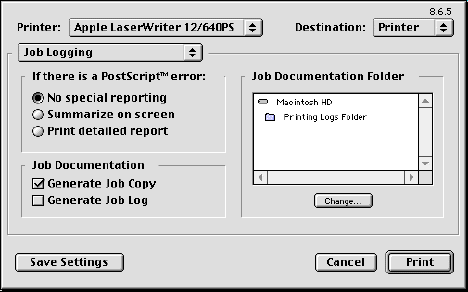 8.6.5
Printer: Apple LaserWriter 12/640PS Destination: Printer
Job Logging
If there is a PostScript™ error:
No special reporting
Summarize on screen
Print detailed report
Job Documentation
Generate Job Copy
Generate Job Log
Job Documentation Folder
Macintosh HD
Printing Logs Folder
Change...
Save Settings
Cancel
Print